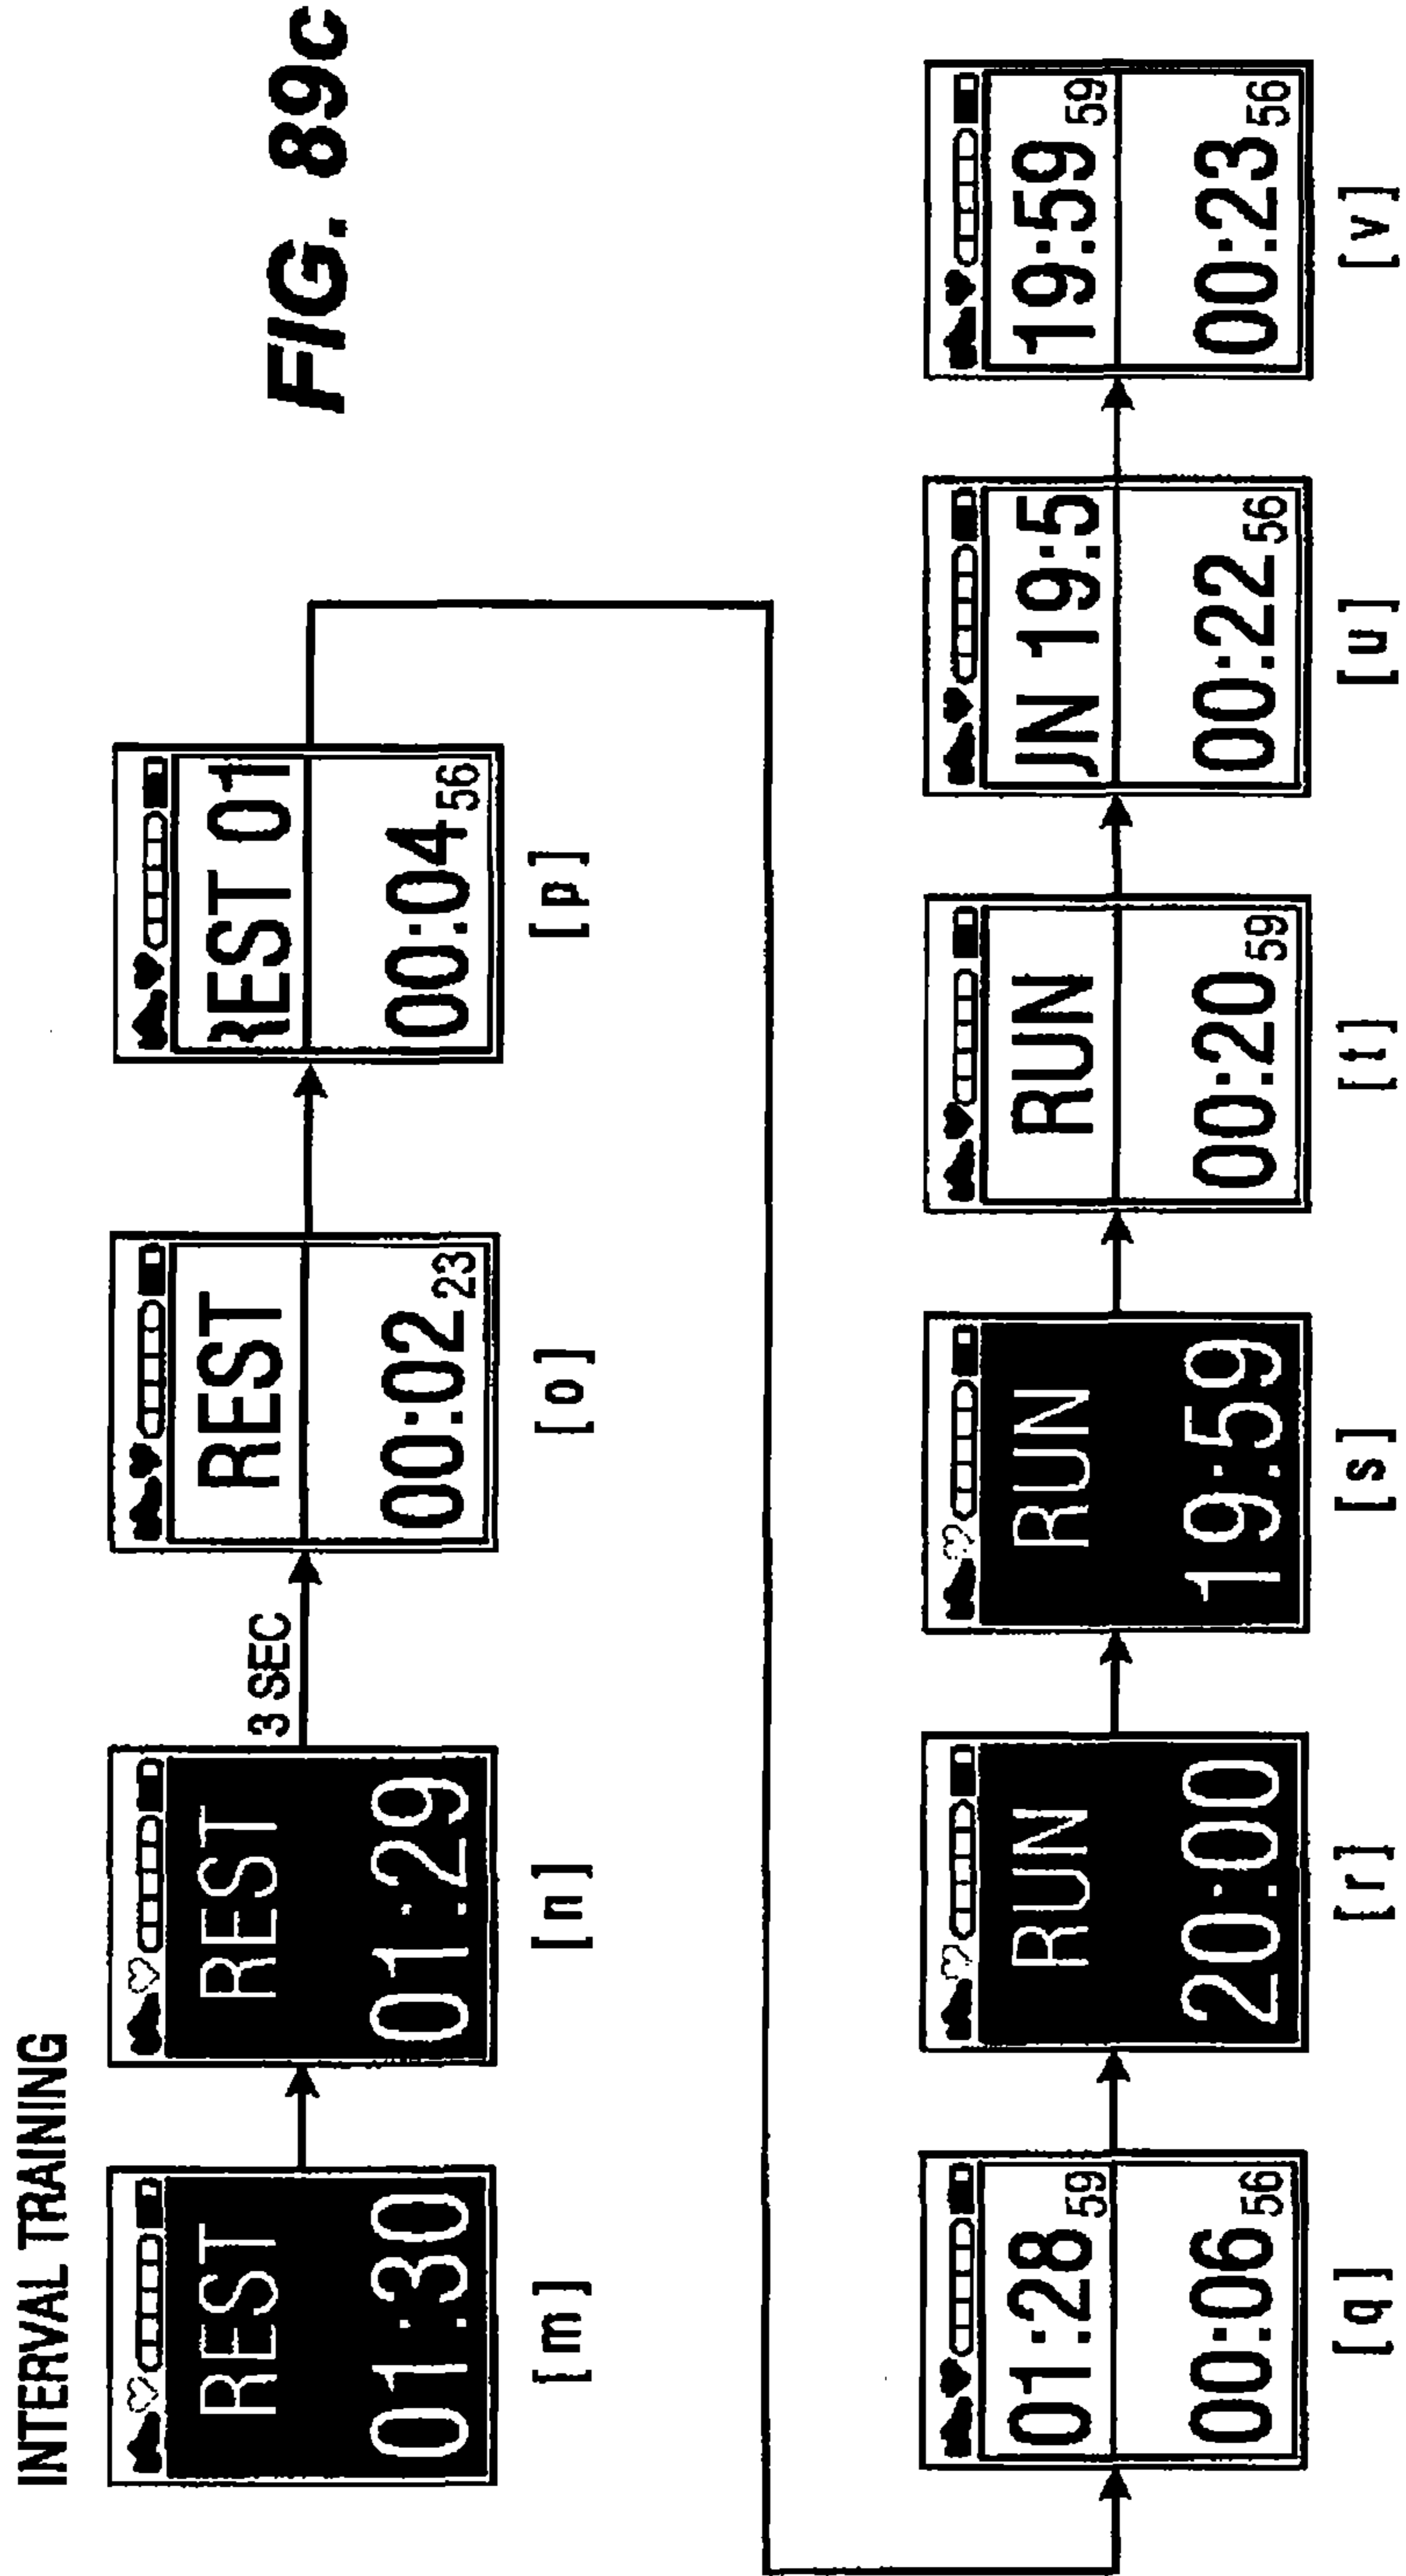 INTERVAL TRAINING
FIG. 89c
REST
01:30
[m]
REST
01:29
[n]
3 SEC
REST
00:02 23
[o]
REST 01
00:04 56
[p]
01:28 59
00:06 56
[q]
RUN
20:00
[r]
RUN
19:59
[s]
RUN
00:20 59
[t]
UN 19:5
00:22 56
[u]
19:59 59
00:23 56
[v]